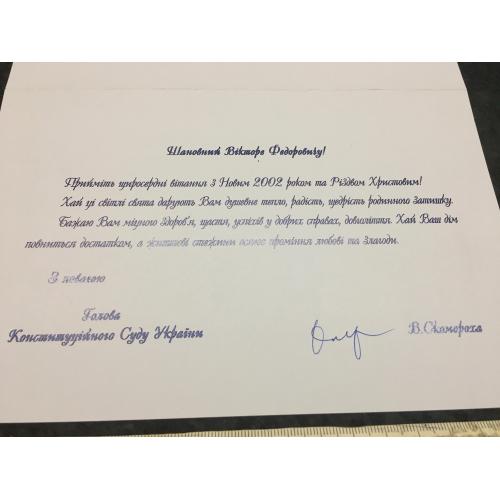 Шановний Вікторе Федоровичу!
Прийміть щиросердні вітання з Новим 2002 роком та Різдвом Христовим!
Хай ці світлі свята дарують Вам душевне тепло, радість, щедрість родинного затишку.
Бажаю Вам міцного здоров'я, щастя, успіхів у добрих справах, довголіття. Хай Ваш дім
повниться достатком, а життєві стежини осяє проміння любові та злагоди.
З повагою
Голова
Конституційного Суду України
В.Скомороха